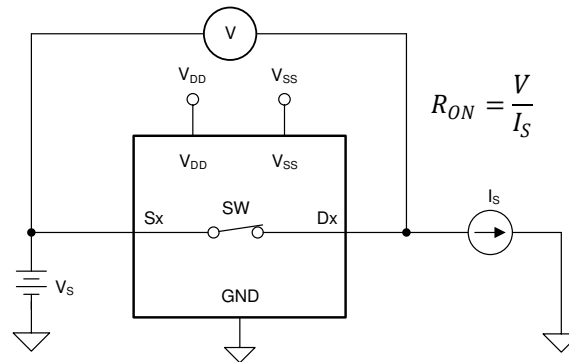 V
V_DD V_SS
R_ON = V/I_S
V_DD V_SS
I_S
Sx SW Dx
V_S
GND